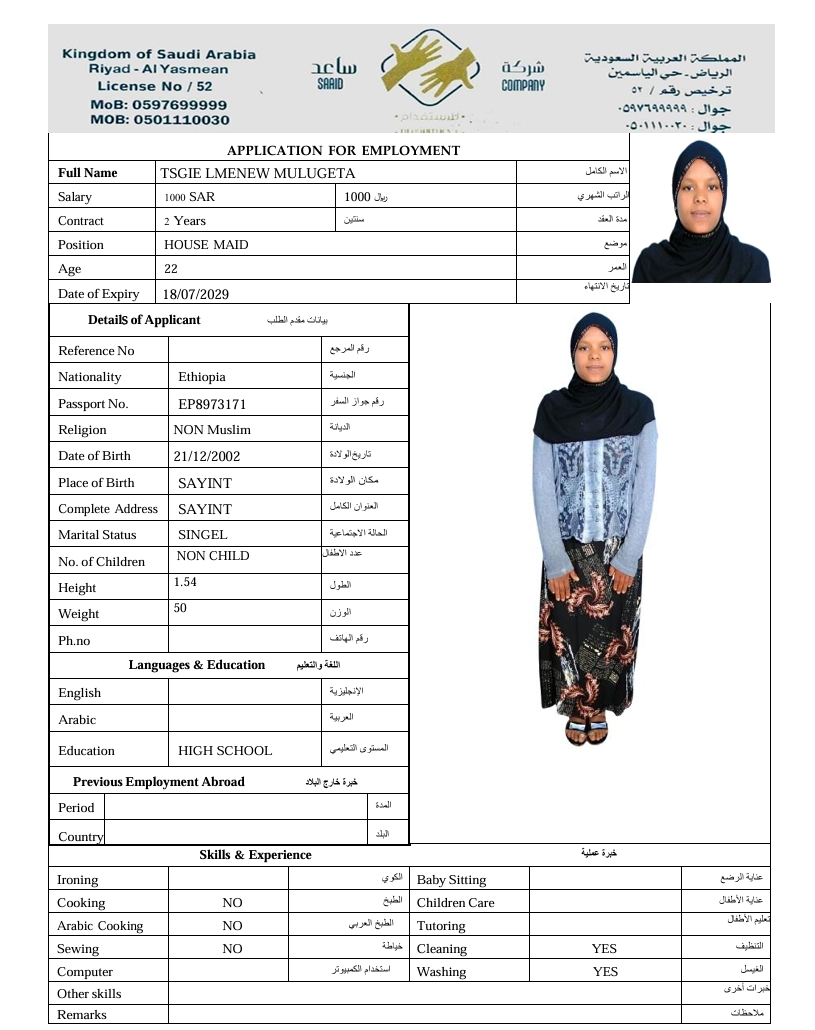 Kingdom of Saudi Arabia
Riyad - Al Yasmean
License No / 52
MoB: 0597699999
MOB: 0501110030
ساعد
SAAID
شركة
COMPANY
للاستقدام
المملكة العربية السعودية
الرياض - حي الياسمين
ترخيص رقم / ٥٢
جوال : ٠٥٩٧٦٩٩٩٩٩
جوال : ٠٥٠١١١٠٠٣٠
APPLICATION FOR EMPLOYMENT
Full Name TSGIE LMENEW MULUGETA الاسم الكامل
Salary 1000 SAR 1000 ريال الراتب الشهري
Contract 2 Years سنتين مدة العقد
Position HOUSE MAID موضع
Age 22 العمر
Date of Expiry 18/07/2029 تاريخ الانتهاء
Details of Applicant بيانات مقدم الطلب
Reference No رقم المرجع
Nationality Ethiopia الجنسية
Passport No. EP8973171 رقم جواز السفر
Religion NON Muslim الديانة
Date of Birth 21/12/2002 تاريخ الولادة
Place of Birth SAYINT مكان الولادة
Complete Address SAYINT العنوان الكامل
Marital Status SINGEL الحالة الاجتماعية
No. of Children NON CHILD عدد الاطفال
Height 1.54 الطول
Weight 50 الوزن
Ph.no رقم الهاتف
Languages & Education اللغة والتعليم
English الإنجليزية
Arabic العربية
Education HIGH SCHOOL المستوى التعليمي
Previous Employment Abroad خبرة خارج البلاد
Period المدة
Country البلد
Skills & Experience خبرة عملية
Ironing الكوي Baby Sitting عناية الرضع
Cooking NO الطبخ Children Care عناية الأطفال
Arabic Cooking NO الطبخ العربي Tutoring تعليم الأطفال
Sewing NO خياطة Cleaning YES التنظيف
Computer استخدام الكمبيوتر Washing YES الغيسل
Other skills خبرات أخرى
Remarks ملاحظات